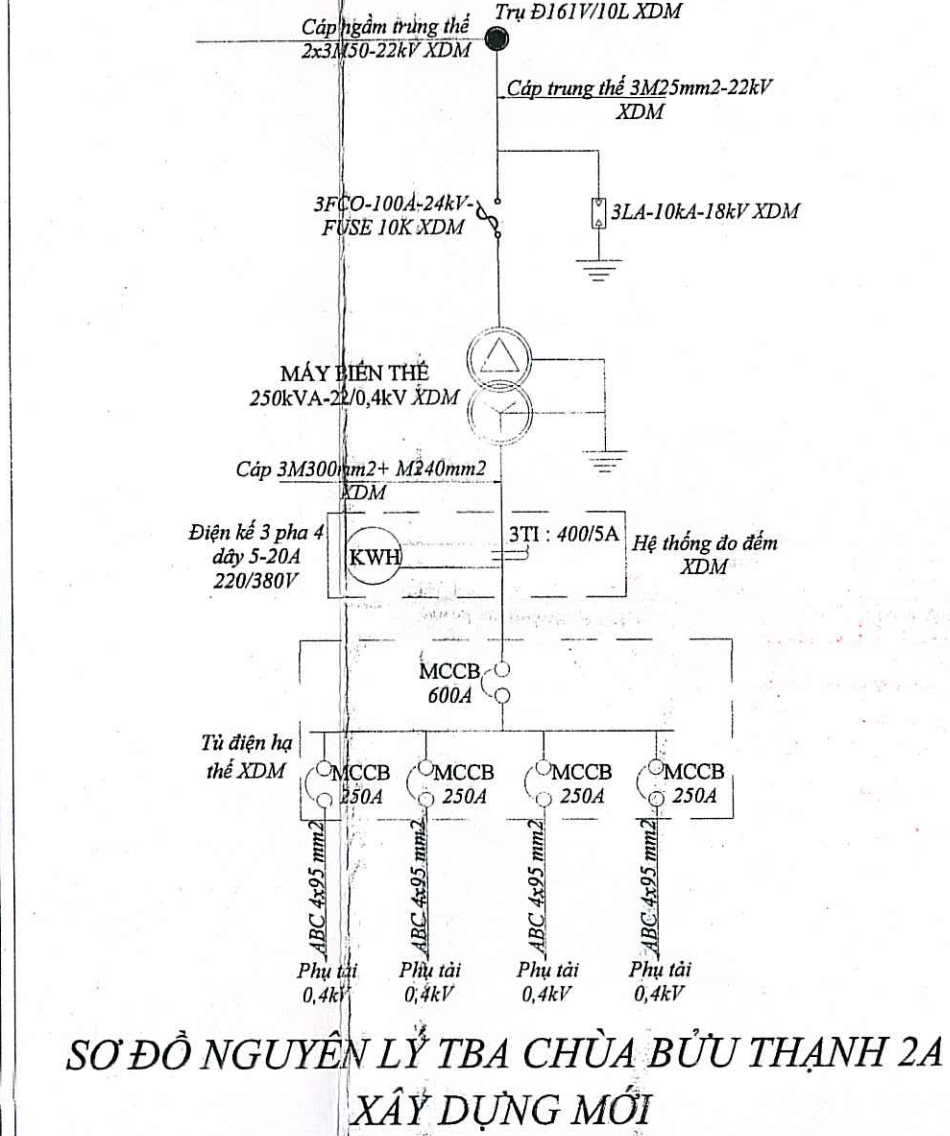 Trụ Đ161V/10L XDM
Cáp ngầm trung thế
2x3M50-22kV XDM
Cáp trung thế 3M25mm2-22kV
XDM
3FCO-100A-24kV-
FUSE 10K XDM
3LA-10kA-18kV XDM
MÁY BIẾN THẾ
250kVA-22/0,4kV XDM
Cáp 3M300mm2+ M240mm2
XDM
Điện kế 3 pha 4
dây 5-20A
220/380V
KWH
3TI : 400/5A
Hệ thống đo đếm
XDM
MCCB
600A
Tủ điện hạ
thế XDM
MCCB
250A
MCCB
250A
MCCB
250A
MCCB
250A
ABC 4x95 mm2
ABC 4x95 mm2
ABC 4x95 mm2
ABC 4x95 mm2
Phụ tải
0,4kV
Phụ tải
0,4kV
Phụ tải
0,4kV
Phụ tải
0,4kV
SƠ ĐỒ NGUYÊN LÝ TBA CHÙA BỬU THẠNH 2A
XÂY DỰNG MỚI